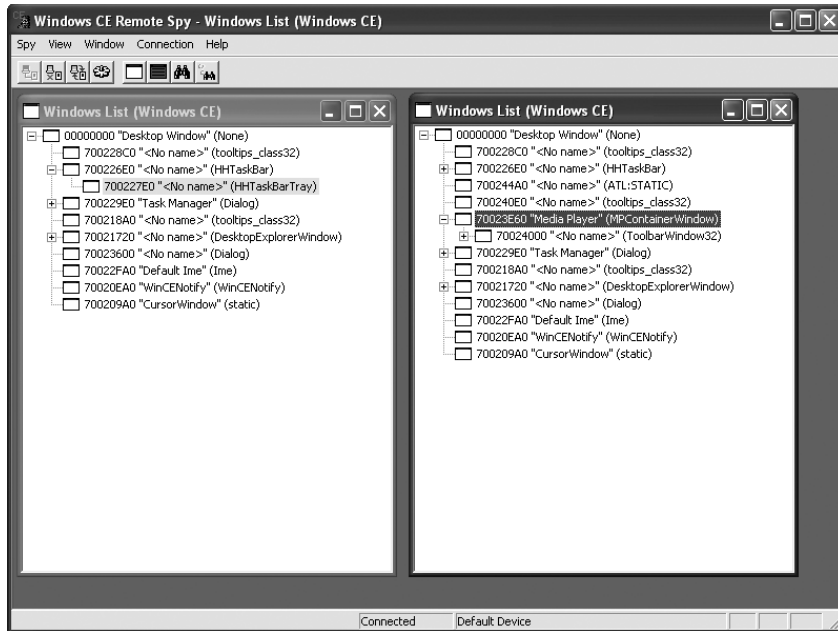 Windows CE Remote Spy - Windows List (Windows CE)
Spy View Window Connection Help
Windows List (Windows CE)
00000000 "Desktop Window" (None)
700228C0 "<No name>" (tooltips_class32)
700226E0 "<No name>" (HHTaskBar)
700227E0 "<No name>" (HHTaskBarTray)
700229E0 "Task Manager" (Dialog)
700218A0 "<No name>" (tooltips_class32)
70021720 "<No name>" (DesktopExplorerWindow)
70023600 "<No name>" (Dialog)
70022FA0 "Default Ime" (Ime)
70020EA0 "WinCENotify" (WinCENotify)
700209A0 "CursorWindow" (static)
Windows List (Windows CE)
00000000 "Desktop Window" (None)
700228C0 "<No name>" (tooltips_class32)
700226E0 "<No name>" (HHTaskBar)
700244A0 "<No name>" (ATL:STATIC)
700240E0 "<No name>" (tooltips_class32)
70023E60 "Media Player" (MPContainerWindow)
70024000 "<No name>" (ToolbarWindow32)
700229E0 "Task Manager" (Dialog)
700218A0 "<No name>" (tooltips_class32)
70021720 "<No name>" (DesktopExplorerWindow)
70023600 "<No name>" (Dialog)
70022FA0 "Default Ime" (Ime)
70020EA0 "WinCENotify" (WinCENotify)
700209A0 "CursorWindow" (static)
Connected Default Device